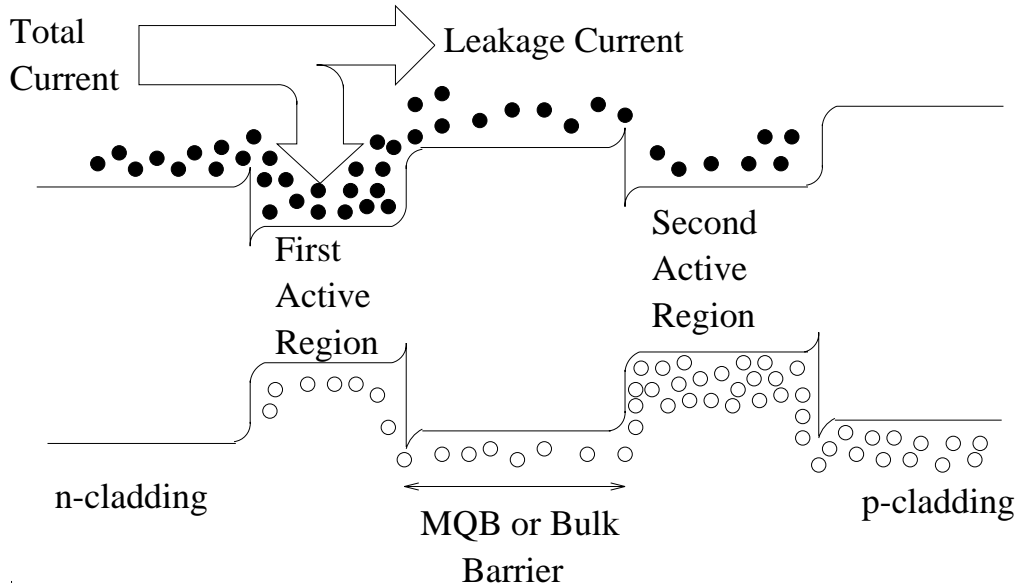 Total
Current
Leakage Current
First
Active
Region
Second
Active
Region
n-cladding
MQB or Bulk
Barrier
p-cladding